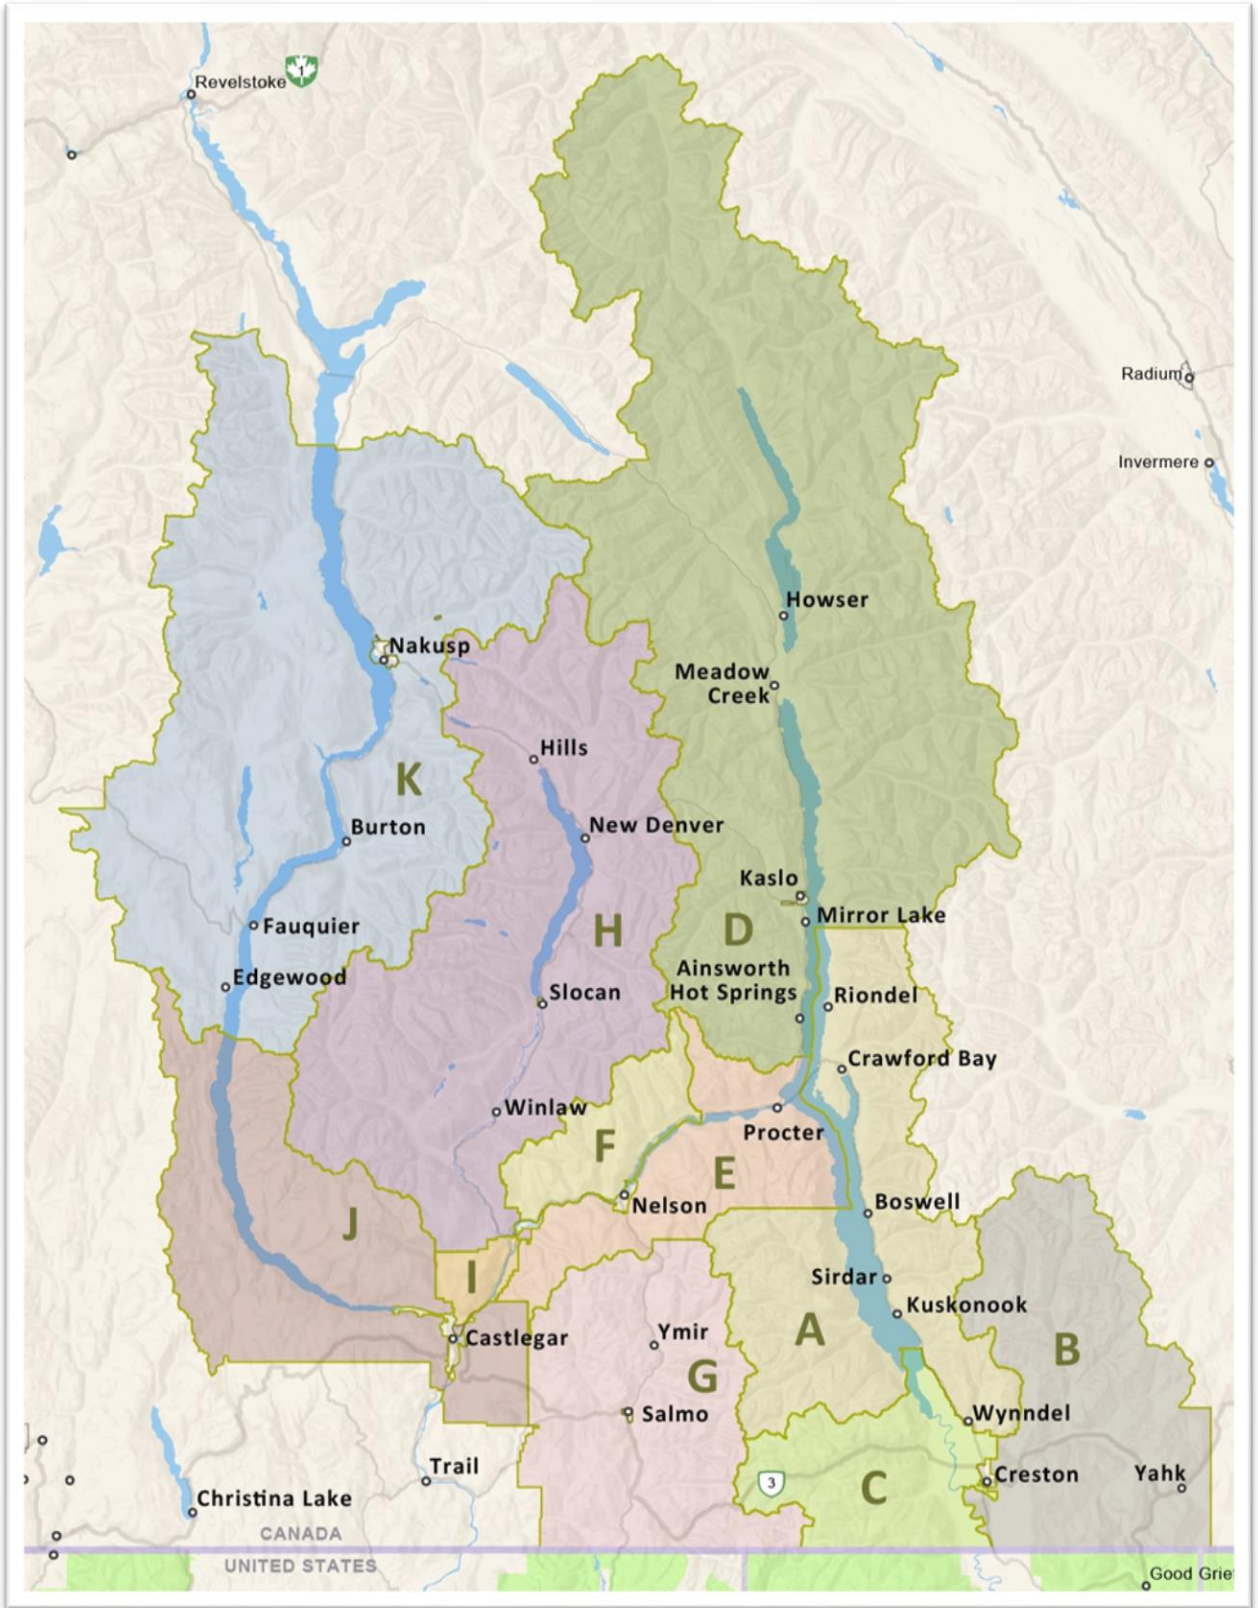 Revelstoke
1
Radium
Invermere
Howser
Nakusp
Meadow
Creek
Hills
K
New Denver
Burton
Kaslo
Mirror Lake
D
H
Fauquier
Ainsworth
Hot Springs
Edgewood
Slocan
Riondel
Crawford Bay
Winlaw
Procter
F
E
Nelson
Boswell
J
I
Sirdar
Kuskonook
Castlegar
Ymir
A
B
G
Salmo
Wynndel
Trail
3
C
Creston
Yahk
Christina Lake
CANADA
UNITED STATES
Good Grie